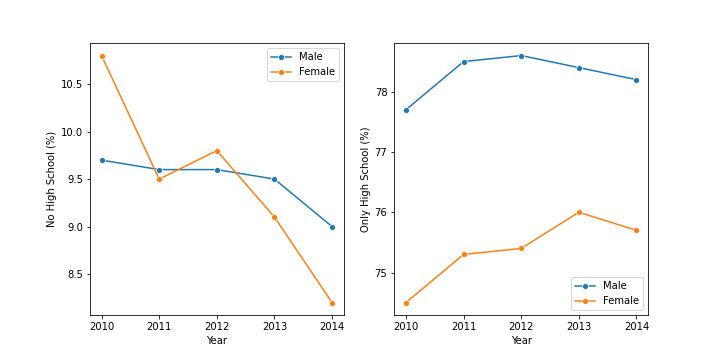 No High School (%)
10.5
10.0
9.5
9.0
8.5
2010 2011 2012 2013 2014
Year
Male
Female
Only High School (%)
78
77
76
75
2010 2011 2012 2013 2014
Year
Male
Female